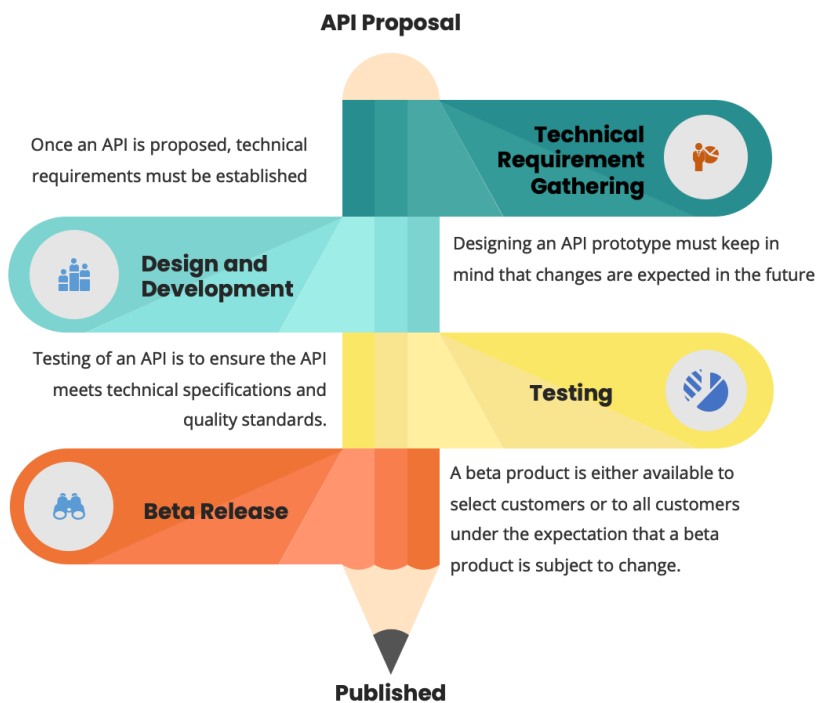 API Proposal
Once an API is proposed, technical
requirements must be established
Technical
Requirement
Gathering
Design and
Development
Designing an API prototype must keep in
mind that changes are expected in the future
Testing of an API is to ensure the API
meets technical specifications and
quality standards.
Testing
Beta Release
A beta product is either available to
select customers or to all customers
under the expectation that a beta
product is subject to change.
Published